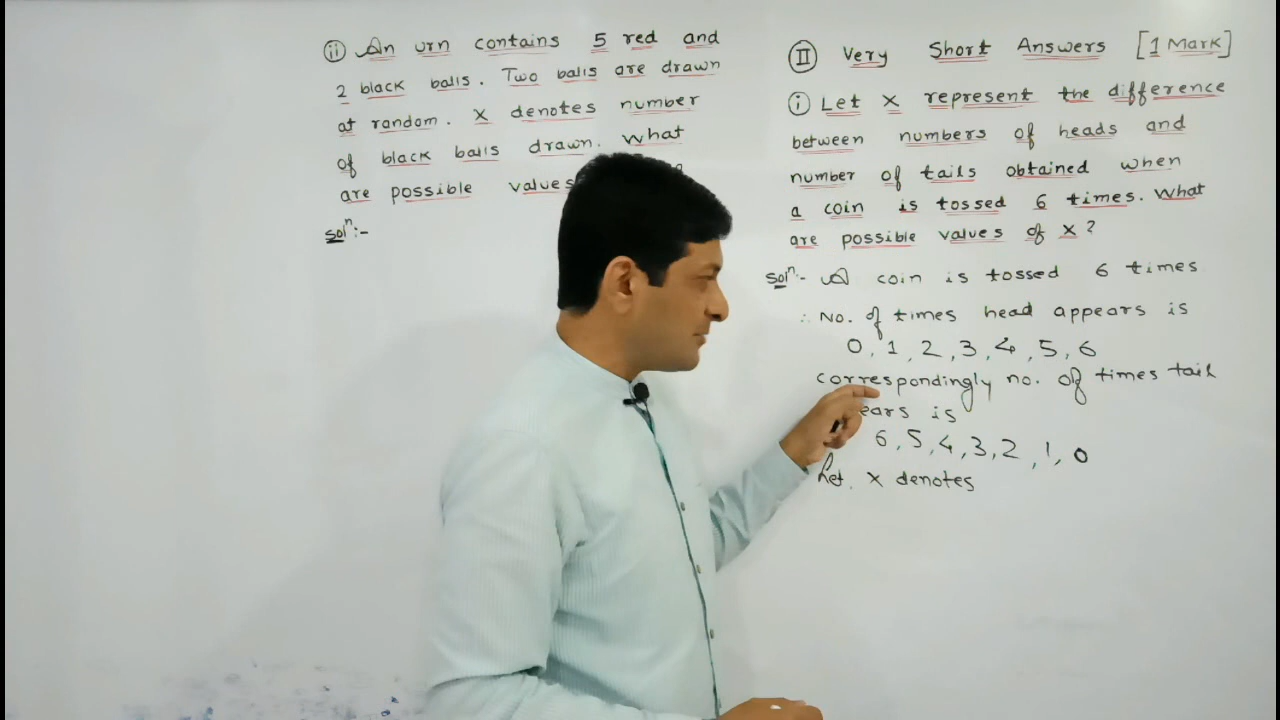 (ii) An urn contains 5 red and
2 black balls. Two balls are drawn
at random. X denotes number
of black balls drawn. What
are possible values
Solⁿ:-
(II) Very Short Answers [1 Mark]
(i) Let X represent the difference
between numbers of heads and
number of tails obtained when
a coin is tossed 6 times. What
are possible values of X?
Solⁿ:- A coin is tossed 6 times
∴ No. of times head appears is
0, 1, 2, 3, 4, 5, 6
correspondingly no. of times tail
ears is
6, 5, 4, 3, 2, 1, 0
Let X denotes